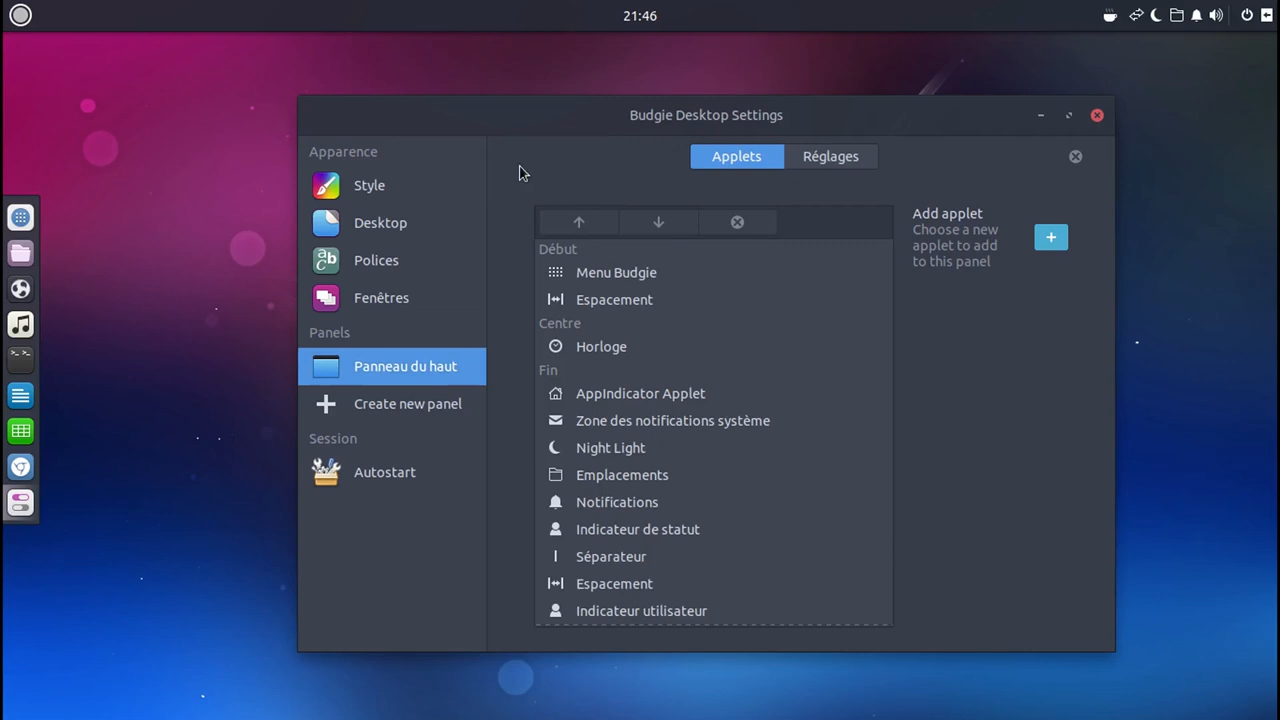 21:46
Budgie Desktop Settings
Apparence
Style
Desktop
Polices
Fenêtres
Panels
Panneau du haut
Create new panel
Session
Autostart
Applets
Réglages
Début
Menu Budgie
Espacement
Centre
Horloge
Fin
AppIndicator Applet
Zone des notifications système
Night Light
Emplacements
Notifications
Indicateur de statut
Séparateur
Espacement
Indicateur utilisateur
Add applet
Choose a new
applet to add
to this panel